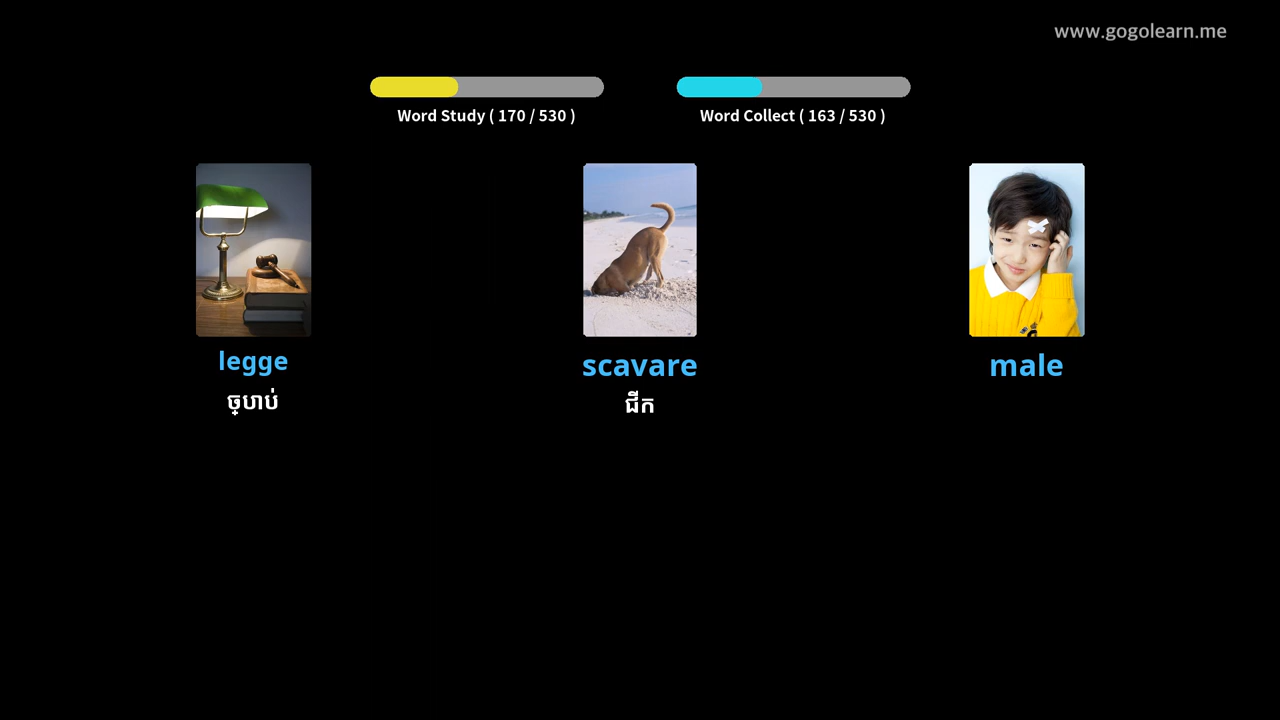 www.gogolearn.me
Word Study ( 170 / 530 )
Word Collect ( 163 / 530 )
legge
ច្បាប់
scavare
ជីក
male